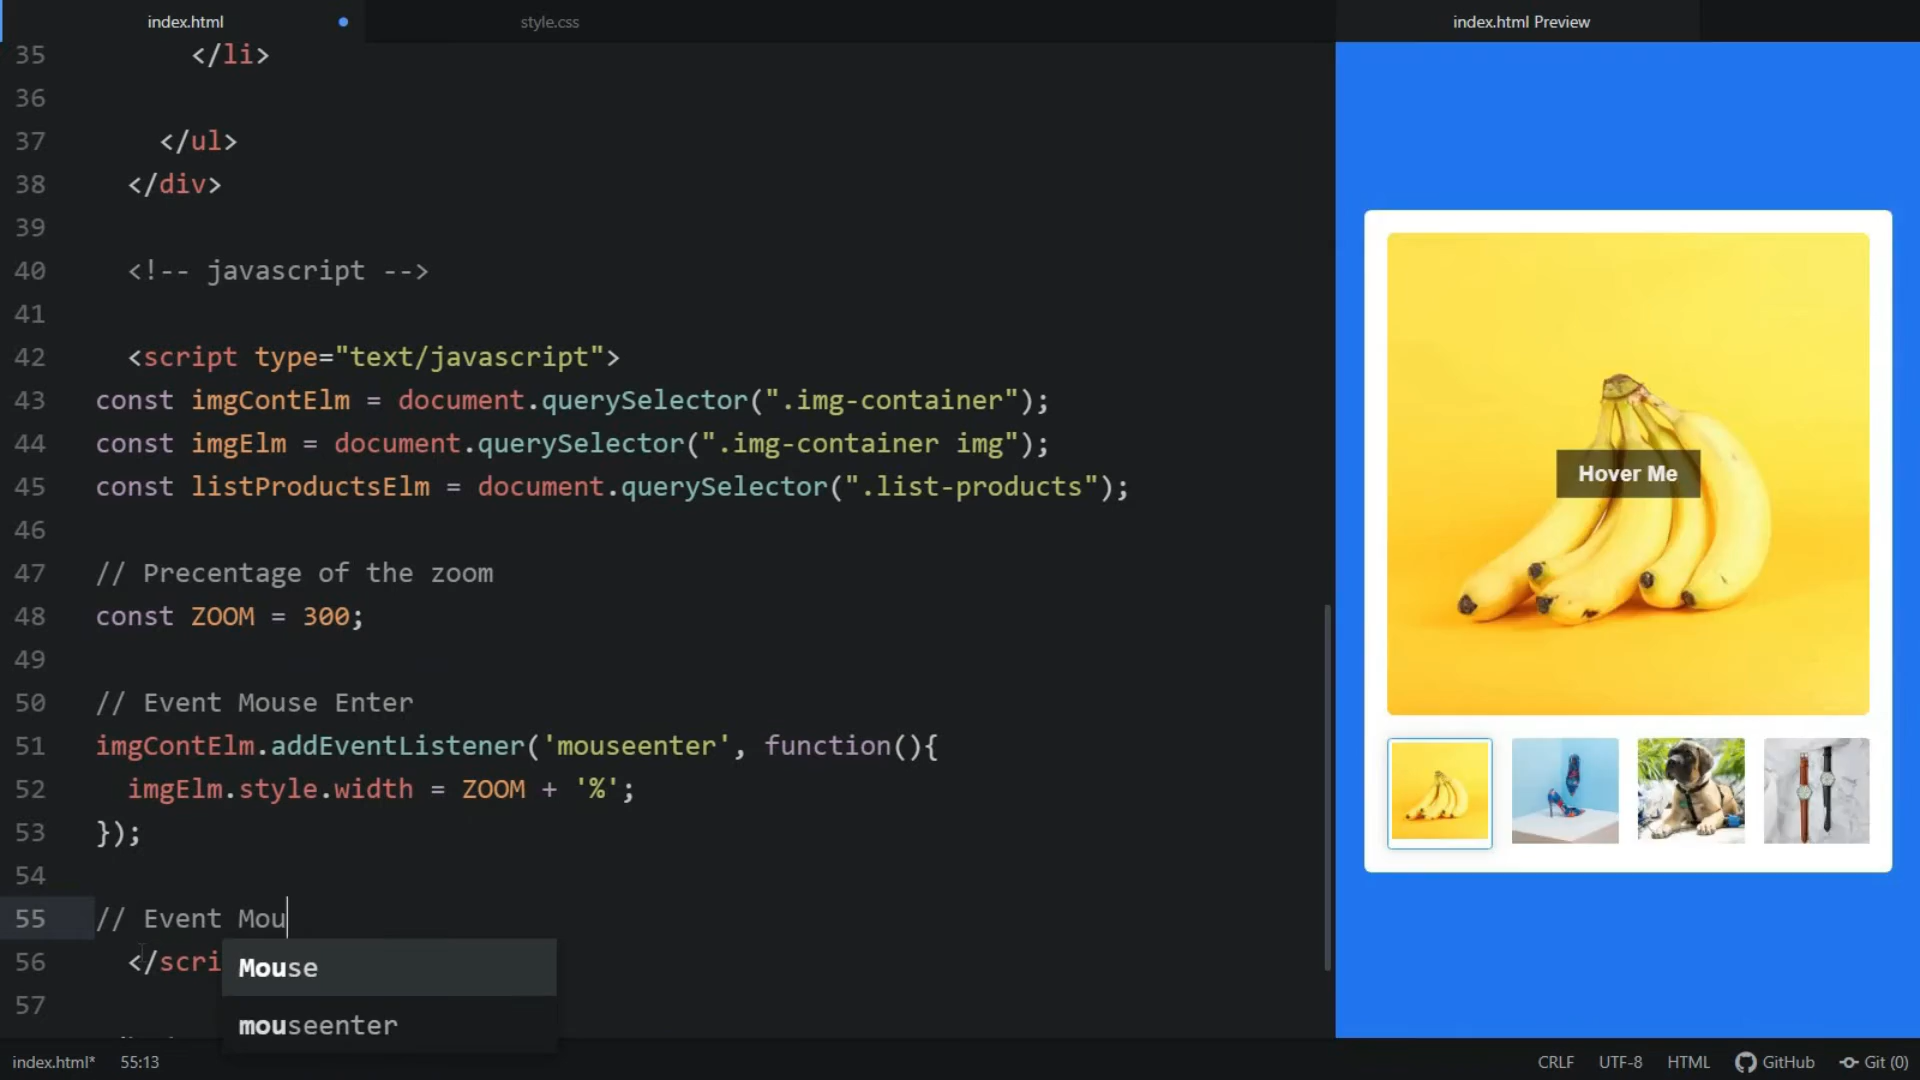 index.html
style.css
index.html Preview
35 </li>
36
37 </ul>
38 </div>
39
40 <!-- javascript -->
41
42 <script type="text/javascript">
43 const imgContElm = document.querySelector(".img-container");
44 const imgElm = document.querySelector(".img-container img");
45 const listProductsElm = document.querySelector(".list-products");
46
47 // Precentage of the zoom
48 const ZOOM = 300;
49
50 // Event Mouse Enter
51 imgContElm.addEventListener('mouseenter', function(){
52 imgElm.style.width = ZOOM + '%';
53 });
54
55 // Event Mou
56 </scri
57
Mouse
mouseenter
Hover Me
index.html* 55:13
CRLF UTF-8 HTML GitHub Git (0)